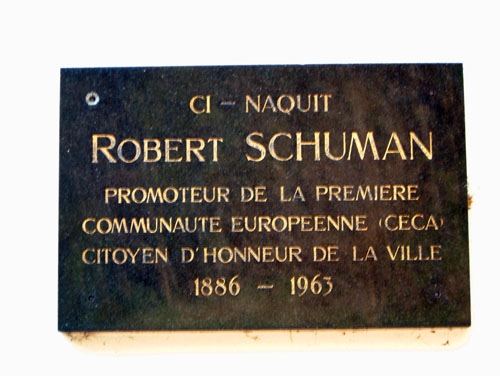 CI - NAQUIT
ROBERT SCHUMAN
PROMOTEUR DE LA PREMIERE
COMMUNAUTE EUROPEENNE (CECA)
CITOYEN D'HONNEUR DE LA VILLE
1886 - 1963